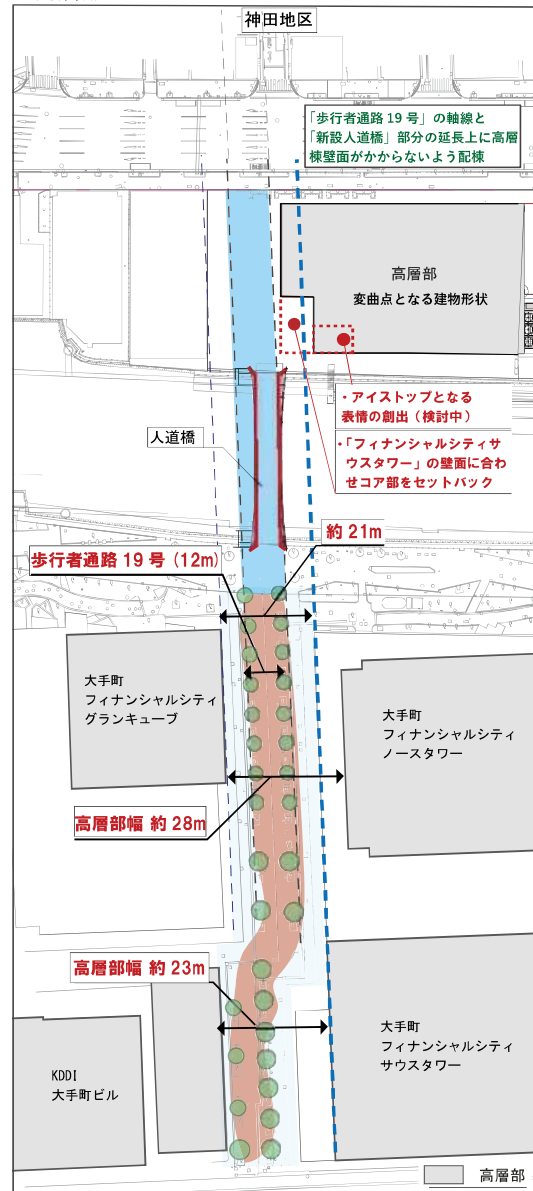 神田地区
「歩行者通路 19 号」の軸線と
「新設人道橋」部分の延長上に高層
棟壁面がかからないよう配棟
高層部
変曲点となる建物形状
・アイストップとなる
表情の創出（検討中）
・「フィナンシャルシティサ
ウスタワー」の壁面に合わ
せコア部をセットバック
人道橋
約 21m
歩行者通路 19 号 (12m)
大手町
フィナンシャルシティ
グランキューブ
大手町
フィナンシャルシティ
ノースタワー
高層部幅 約 28m
高層部幅 約 23m
大手町
フィナンシャルシティ
サウスタワー
KDDI
大手町ビル
高層部